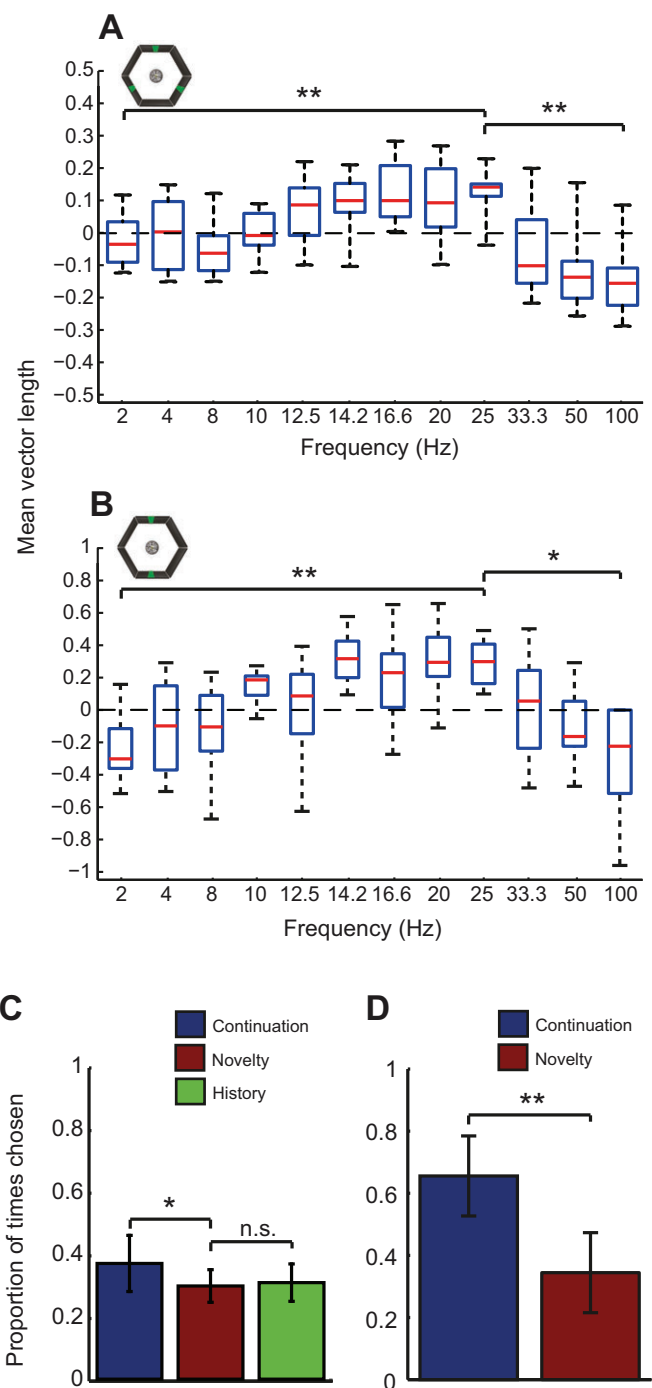 A
0.5
0.4
**
**
0.3
0.2
0.1
0
−0.1
−0.2
−0.3
−0.4
−0.5
2 4 8 10 12.5 14.2 16.6 20 25 33.3 50 100
Frequency (Hz)
Mean vector length
B
1
0.8
**
*
0.6
0.4
0.2
0
−0.2
−0.4
−0.6
−0.8
−1
2 4 8 10 12.5 14.2 16.6 20 25 33.3 50 100
Frequency (Hz)
C
Continuation
Novelty
History
1
0.8
0.6
0.4
0.2
0
*
n.s.
Proportion of times chosen
D
Continuation
Novelty
1
0.8
0.6
0.4
0.2
0
**